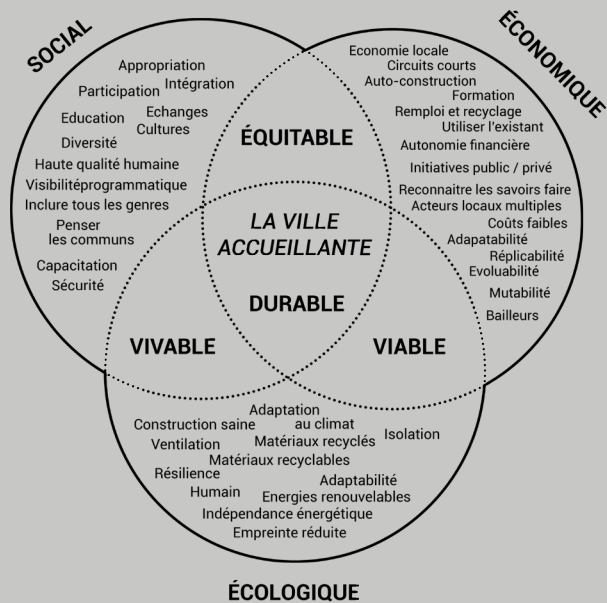 SOCIAL
ÉCONOMIQUE
Appropriation
Intégration
Participation
Education
Echanges
Cultures
Diversité
Haute qualité humaine
Visibilitéprogrammatique
Inclure tous les genres
Penser
les communs
Capacitation
Sécurité
ÉQUITABLE
Economie locale
Circuits courts
Auto-construction
Formation
Remploi et recyclage
Utiliser l'existant
Autonomie financière
Initiatives public / privé
Reconnaitre les savoirs faire
Acteurs locaux multiples
Coûts faibles
Adapatabilité
Réplicabilité
Evoluabilité
Mutabilité
Bailleurs
LA VILLE
ACCUEILLANTE
DURABLE
VIVABLE
VIABLE
Adaptation
au climat
Construction saine
Isolation
Ventilation
Matériaux recyclés
Matériaux recyclables
Résilience
Adaptabilité
Humain
Energies renouvelables
Indépendance énergétique
Empreinte réduite
ÉCOLOGIQUE